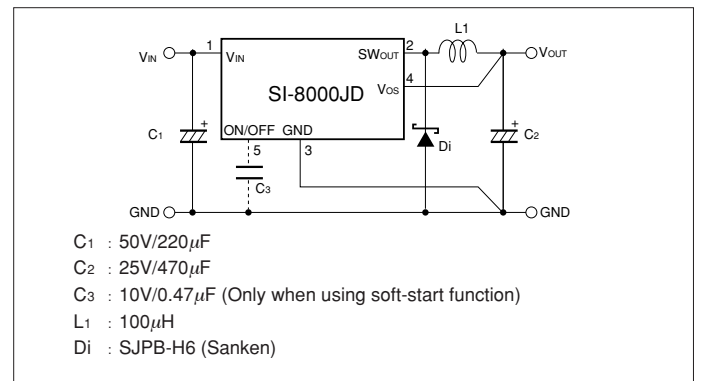 L1
VIN 1 VIN SWOUT 2 VOUT
4
VOS
SI-8000JD
C1 + ON/OFF GND + C2
5 3 Di
C3
GND GND
C1 : 50V/220μF
C2 : 25V/470μF
C3 : 10V/0.47μF (Only when using soft-start function)
L1 : 100μH
Di : SJPB-H6 (Sanken)